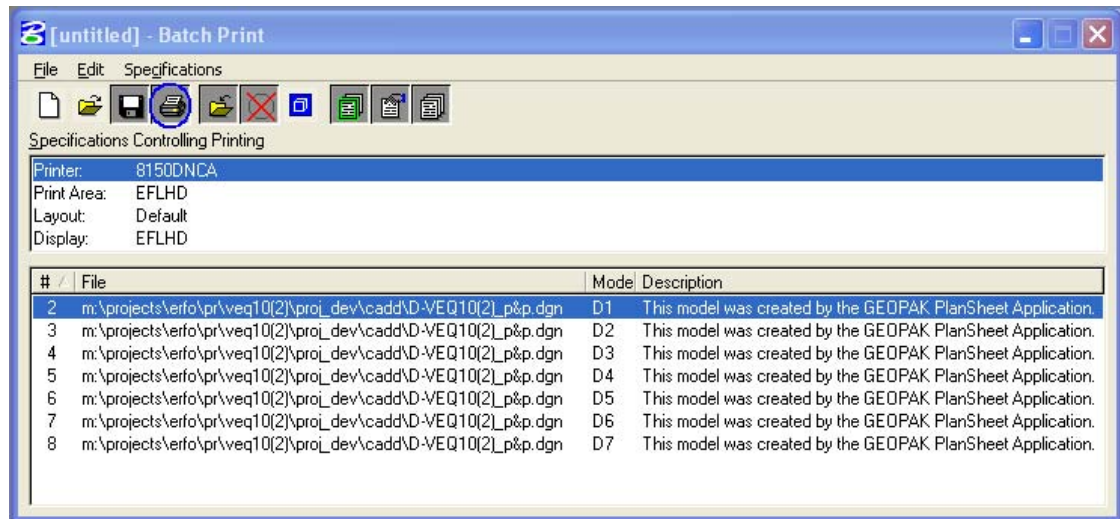 [untitled] - Batch Print
File Edit Specifications
Specifications Controlling Printing
Printer: 8150DNCA
Print Area: EFLHD
Layout: Default
Display: EFLHD
# File Mode Description
2 m:\projects\erfo\pr\veq10(2)\proj_dev\cadd\D-VEQ10(2)_p&p.dgn D1 This model was created by the GEOPAK PlanSheet Application.
3 m:\projects\erfo\pr\veq10(2)\proj_dev\cadd\D-VEQ10(2)_p&p.dgn D2 This model was created by the GEOPAK PlanSheet Application.
4 m:\projects\erfo\pr\veq10(2)\proj_dev\cadd\D-VEQ10(2)_p&p.dgn D3 This model was created by the GEOPAK PlanSheet Application.
5 m:\projects\erfo\pr\veq10(2)\proj_dev\cadd\D-VEQ10(2)_p&p.dgn D4 This model was created by the GEOPAK PlanSheet Application.
6 m:\projects\erfo\pr\veq10(2)\proj_dev\cadd\D-VEQ10(2)_p&p.dgn D5 This model was created by the GEOPAK PlanSheet Application.
7 m:\projects\erfo\pr\veq10(2)\proj_dev\cadd\D-VEQ10(2)_p&p.dgn D6 This model was created by the GEOPAK PlanSheet Application.
8 m:\projects\erfo\pr\veq10(2)\proj_dev\cadd\D-VEQ10(2)_p&p.dgn D7 This model was created by the GEOPAK PlanSheet Application.